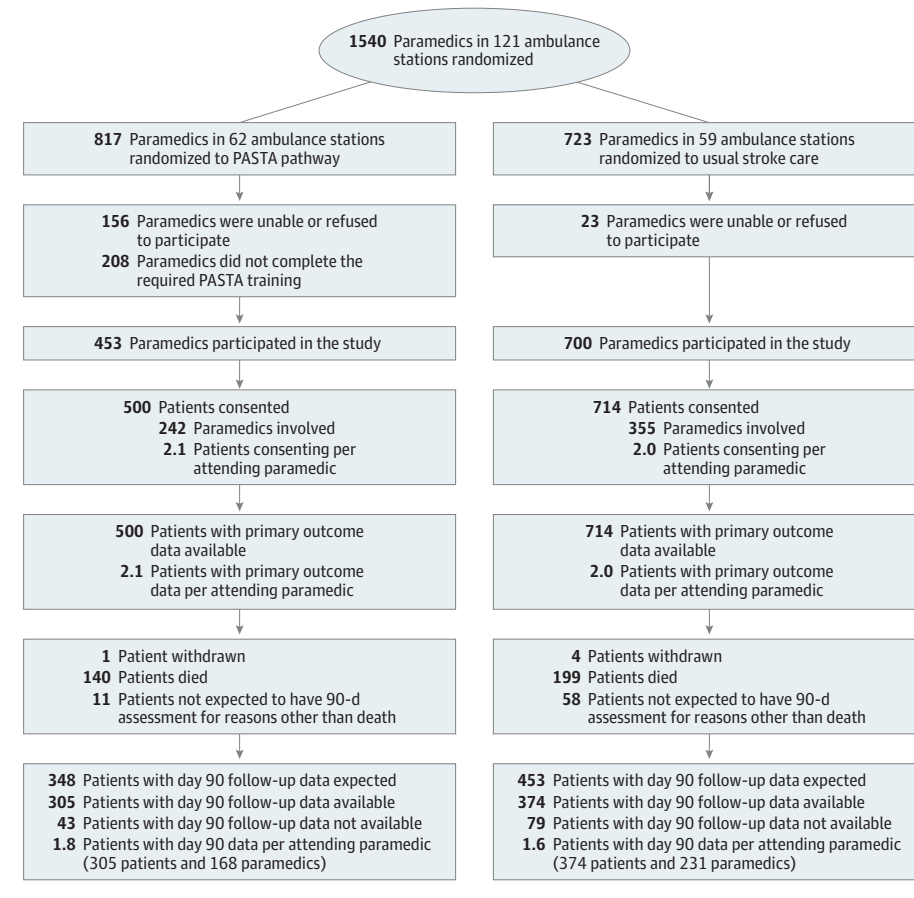 1540 Paramedics in 121 ambulance
stations randomized
817 Paramedics in 62 ambulance stations
randomized to PASTA pathway
723 Paramedics in 59 ambulance stations
randomized to usual stroke care
156 Paramedics were unable or refused
to participate
208 Paramedics did not complete the
required PASTA training
23 Paramedics were unable or refused
to participate
453 Paramedics participated in the study
700 Paramedics participated in the study
500 Patients consented
242 Paramedics involved
2.1 Patients consenting per
attending paramedic
714 Patients consented
355 Paramedics involved
2.0 Patients consenting per
attending paramedic
500 Patients with primary outcome
data available
2.1 Patients with primary outcome
data per attending paramedic
714 Patients with primary outcome
data available
2.0 Patients with primary outcome
data per attending paramedic
1 Patient withdrawn
140 Patients died
11 Patients not expected to have 90-d
assessment for reasons other than death
4 Patients withdrawn
199 Patients died
58 Patients not expected to have 90-d
assessment for reasons other than death
348 Patients with day 90 follow-up data expected
305 Patients with day 90 follow-up data available
43 Patients with day 90 follow-up data not available
1.8 Patients with day 90 data per attending paramedic
(305 patients and 168 paramedics)
453 Patients with day 90 follow-up data expected
374 Patients with day 90 follow-up data available
79 Patients with day 90 follow-up data not available
1.6 Patients with day 90 data per attending paramedic
(374 patients and 231 paramedics)